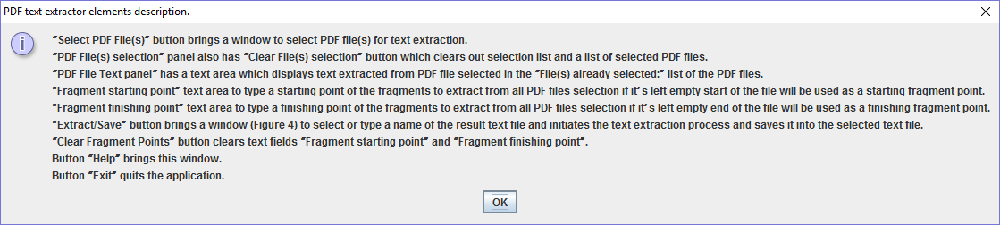 PDF text extractor elements description.
“Select PDF File(s)” button brings a window to select PDF file(s) for text extraction.
“PDF File(s) selection” panel also has “Clear File(s) selection” button which clears out selection list and a list of selected PDF files.
“PDF File Text panel” has a text area which displays text extracted from PDF file selected in the “File(s) already selected:” list of the PDF files.
“Fragment starting point” text area to type a starting point of the fragments to extract from all PDF files selection if it’s left empty start of the file will be used as a starting fragment point.
“Fragment finishing point” text area to type a finishing point of the fragments to extract from all PDF files selection if it’s left empty end of the file will be used as a finishing fragment point.
“Extract/Save” button brings a window (Figure 4) to select or type a name of the result text file and initiates the text extraction process and saves it into the selected text file.
“Clear Fragment Points” button clears text fields “Fragment starting point” and “Fragment finishing point”.
Button “Help” brings this window.
Button “Exit” quits the application.
OK